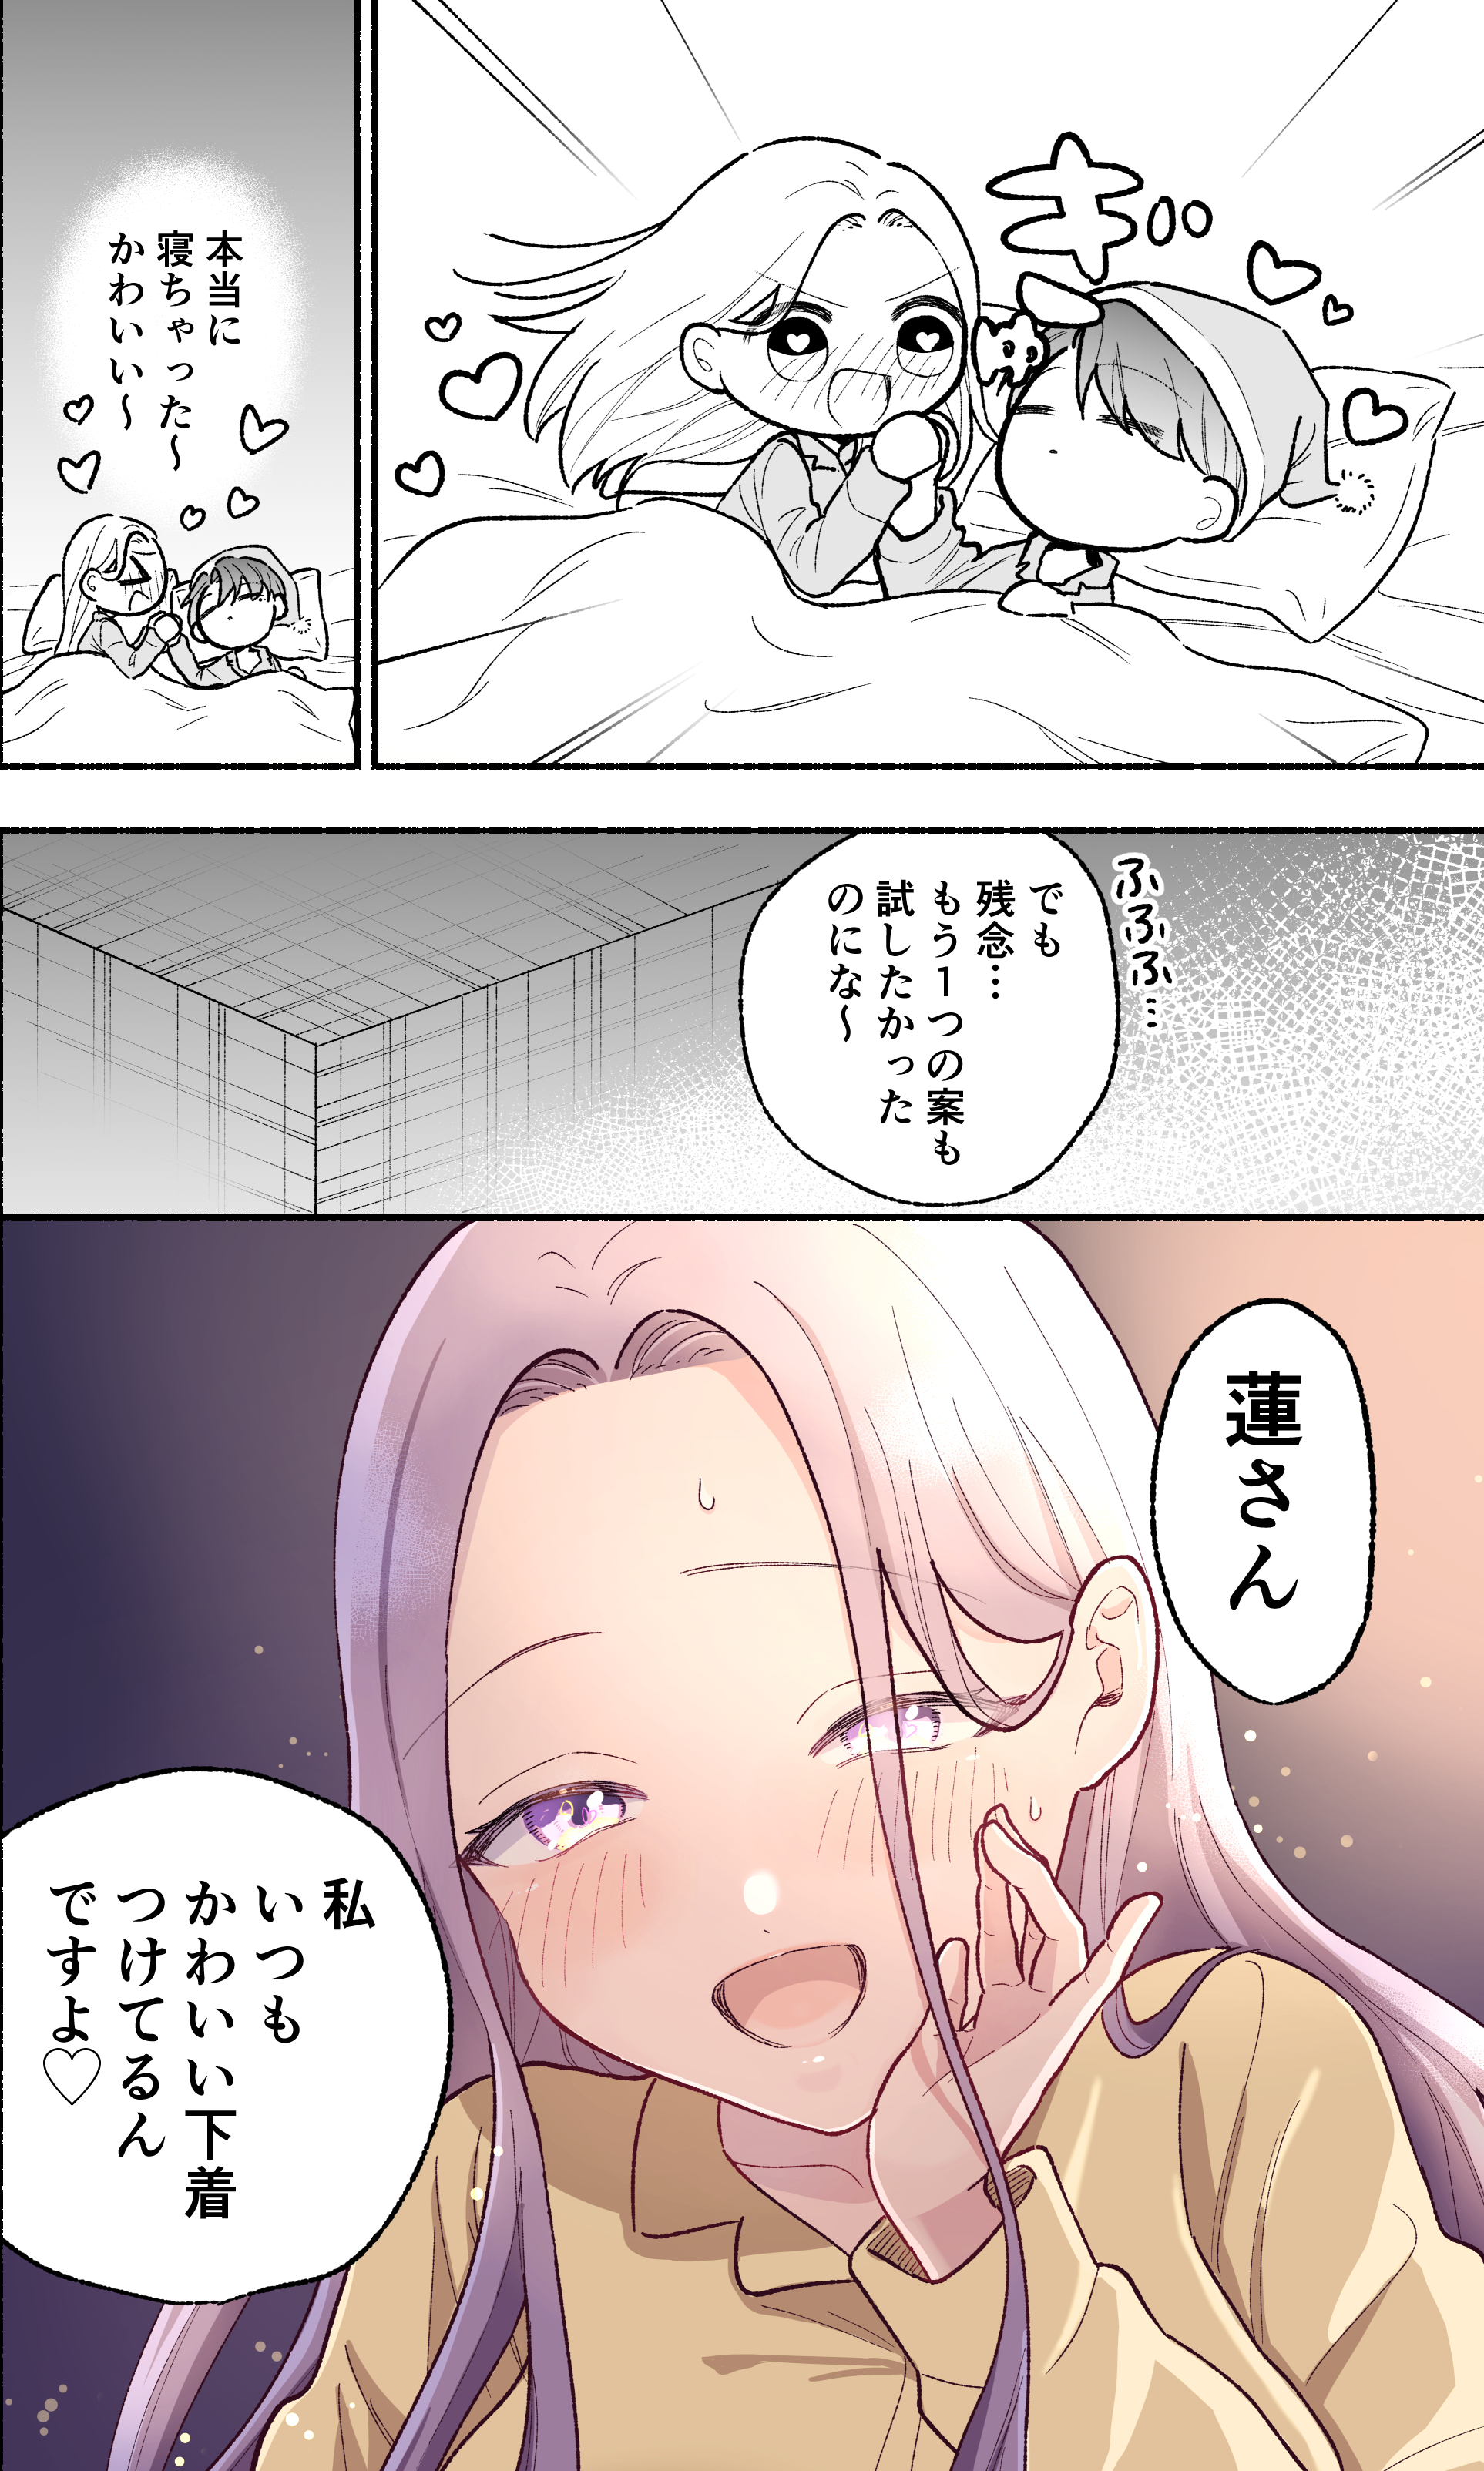 ギ
本当に
寝ちゃった〜
かわいい〜
ふふふ…
でも
残念…
もう1つの案も
試したかった
のにな〜
蓮さん
私
いつも
かわいい下着
つけてるん
ですよ♡